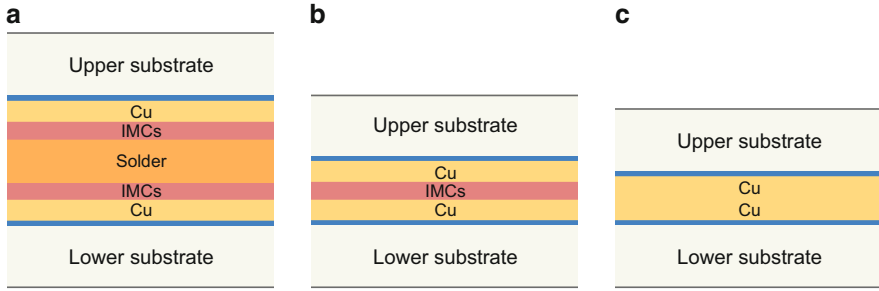 a
Upper substrate
Cu
IMCs
Solder
IMCs
Cu
Lower substrate
b
Upper substrate
Cu
IMCs
Cu
Lower substrate
c
Upper substrate
Cu
Cu
Lower substrate